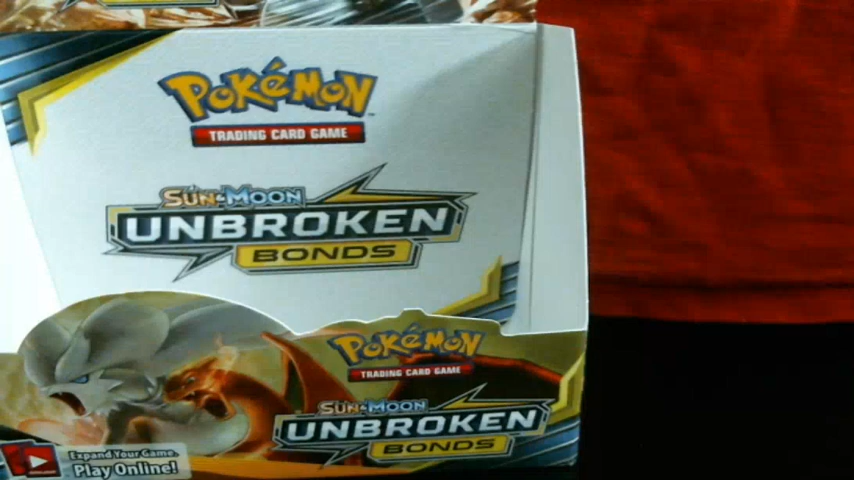 POKÉMON
TRADING CARD GAME
SUN & MOON
UNBROKEN
BONDS
POKÉMON
TRADING CARD GAME
SUN & MOON
UNBROKEN
BONDS
Expand Your Game.
Play Online!